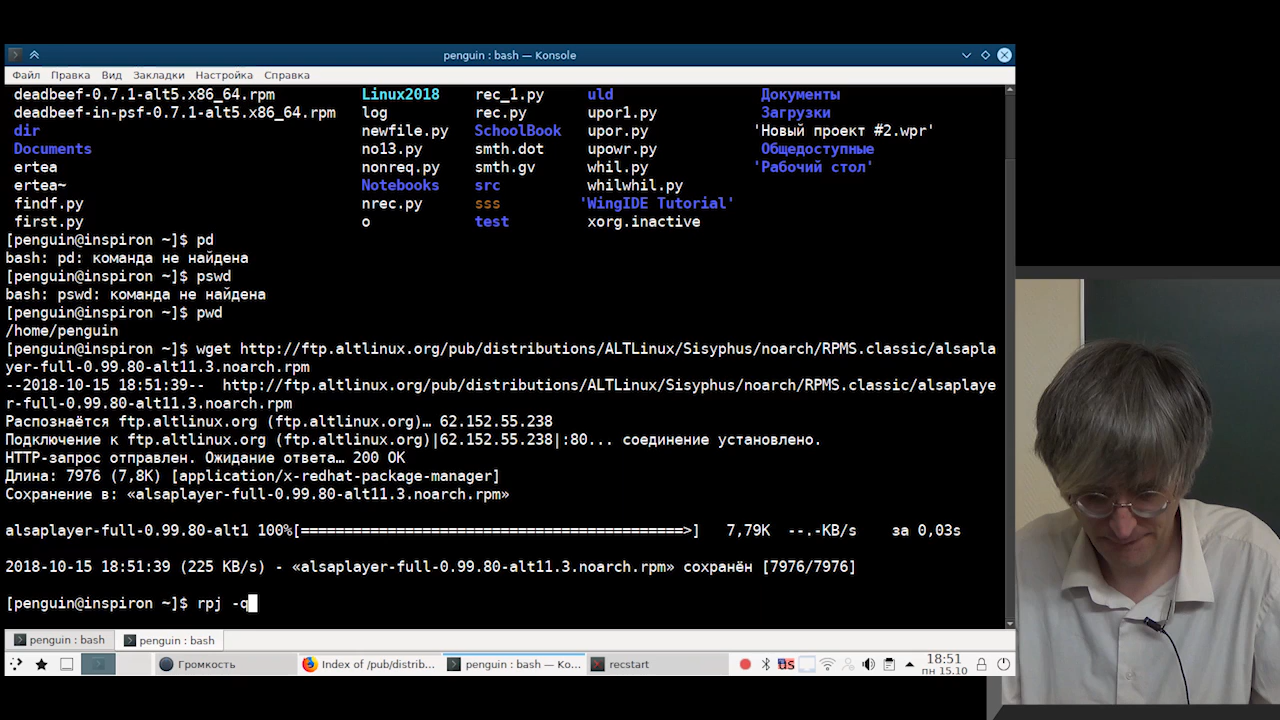 penguin : bash — Konsole
Файл Правка Вид Закладки Настройка Справка
deadbeef-0.7.1-alt5.x86_64.rpm Linux2018 rec_1.py uld Документы
deadbeef-in-psf-0.7.1-alt5.x86_64.rpm log rec.py upor1.py Загрузки
dir newfile.py SchoolBook upor.py 'Новый проект #2.wpr'
Documents no13.py smth.dot upowr.py Общедоступные
ertea nonreq.py smth.gv whil.py 'Рабочий стол'
ertea~ Notebooks src whilwhil.py
findf.py nrec.py sss 'WingIDE Tutorial'
first.py o test xorg.inactive
[penguin@inspiron ~]$ pd
bash: pd: команда не найдена
[penguin@inspiron ~]$ pswd
bash: pswd: команда не найдена
[penguin@inspiron ~]$ pwd
/home/penguin
[penguin@inspiron ~]$ wget http://ftp.altlinux.org/pub/distributions/ALTLinux/Sisyphus/noarch/RPMS.classic/alsapla
yer-full-0.99.80-alt11.3.noarch.rpm
--2018-10-15 18:51:39-- http://ftp.altlinux.org/pub/distributions/ALTLinux/Sisyphus/noarch/RPMS.classic/alsaplaye
r-full-0.99.80-alt11.3.noarch.rpm
Распознаётся ftp.altlinux.org (ftp.altlinux.org)… 62.152.55.238
Подключение к ftp.altlinux.org (ftp.altlinux.org)|62.152.55.238|:80... соединение установлено.
HTTP-запрос отправлен. Ожидание ответа… 200 OK
Длина: 7976 (7,8K) [application/x-redhat-package-manager]
Сохранение в: «alsaplayer-full-0.99.80-alt11.3.noarch.rpm»
alsaplayer-full-0.99.80-alt1 100%[============================================>] 7,79K --.-KB/s за 0,03s
2018-10-15 18:51:39 (225 KB/s) - «alsaplayer-full-0.99.80-alt11.3.noarch.rpm» сохранён [7976/7976]
[penguin@inspiron ~]$ rpj -q
penguin : bash penguin : bash
Громкость Index of /pub/distrib... penguin : bash — Ko... recstart us 18:51
пн 15.10